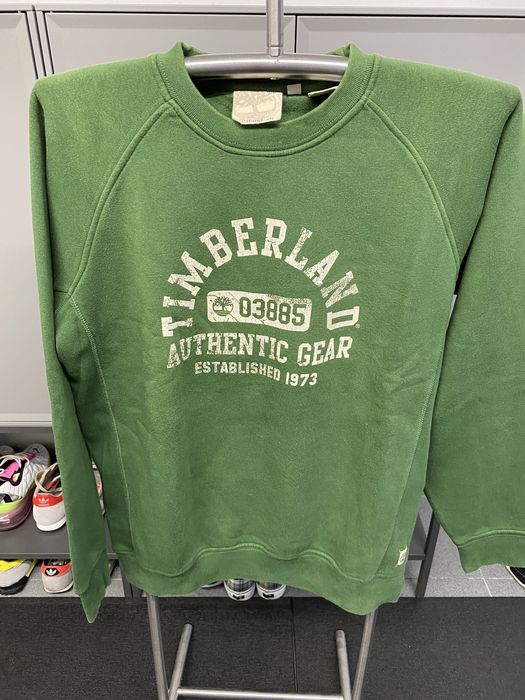 TIMBERLAND®
03885
AUTHENTIC GEAR
ESTABLISHED 1973